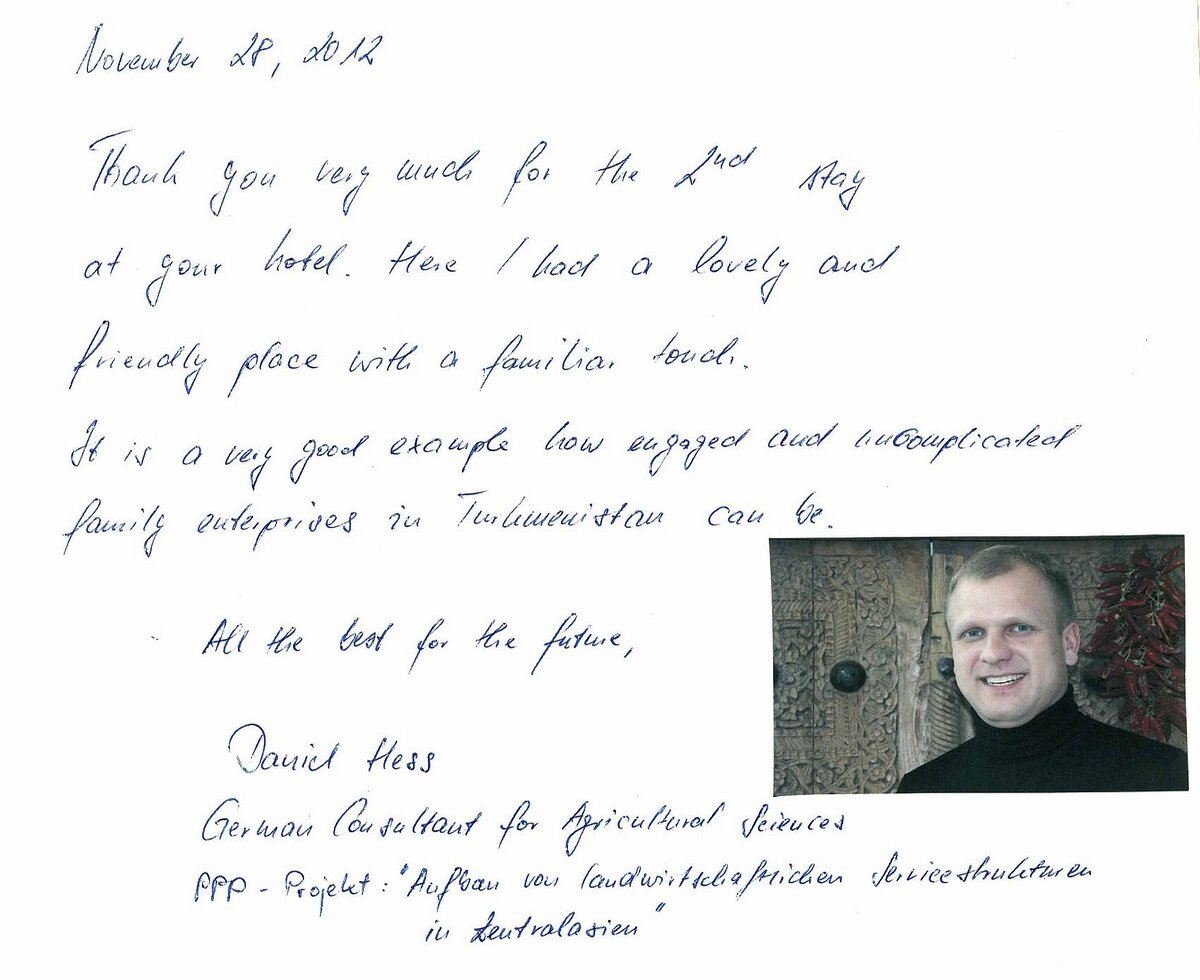 November 28, 2012
Thank you very much for the 2nd stay
at your hotel. Here I had a lovely and
friendly place with a familiar touch.
It is a very good example how engaged and uncomplicated
family enterprises in Turkmenistan can be.
All the best for the future,
Daniel Hess
German Consultant for Agricultural Sciences
PPP - Projekt: "Aufbau von landwirtschaftlichen Servicestrukturen
in Zentralasien"